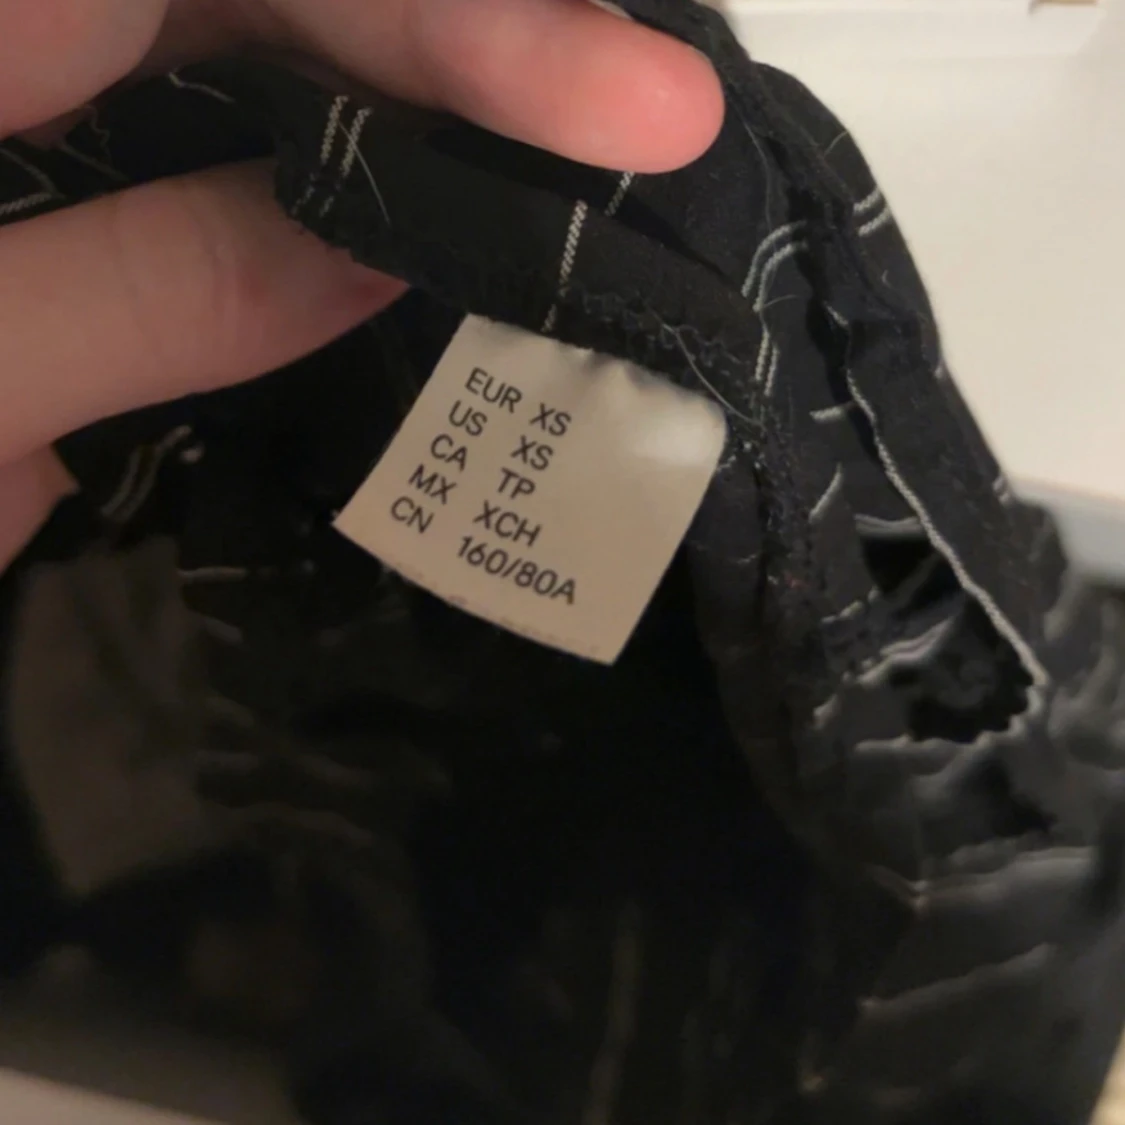 EUR XS
US XS
CA TP
MX XCH
CN 160/80A